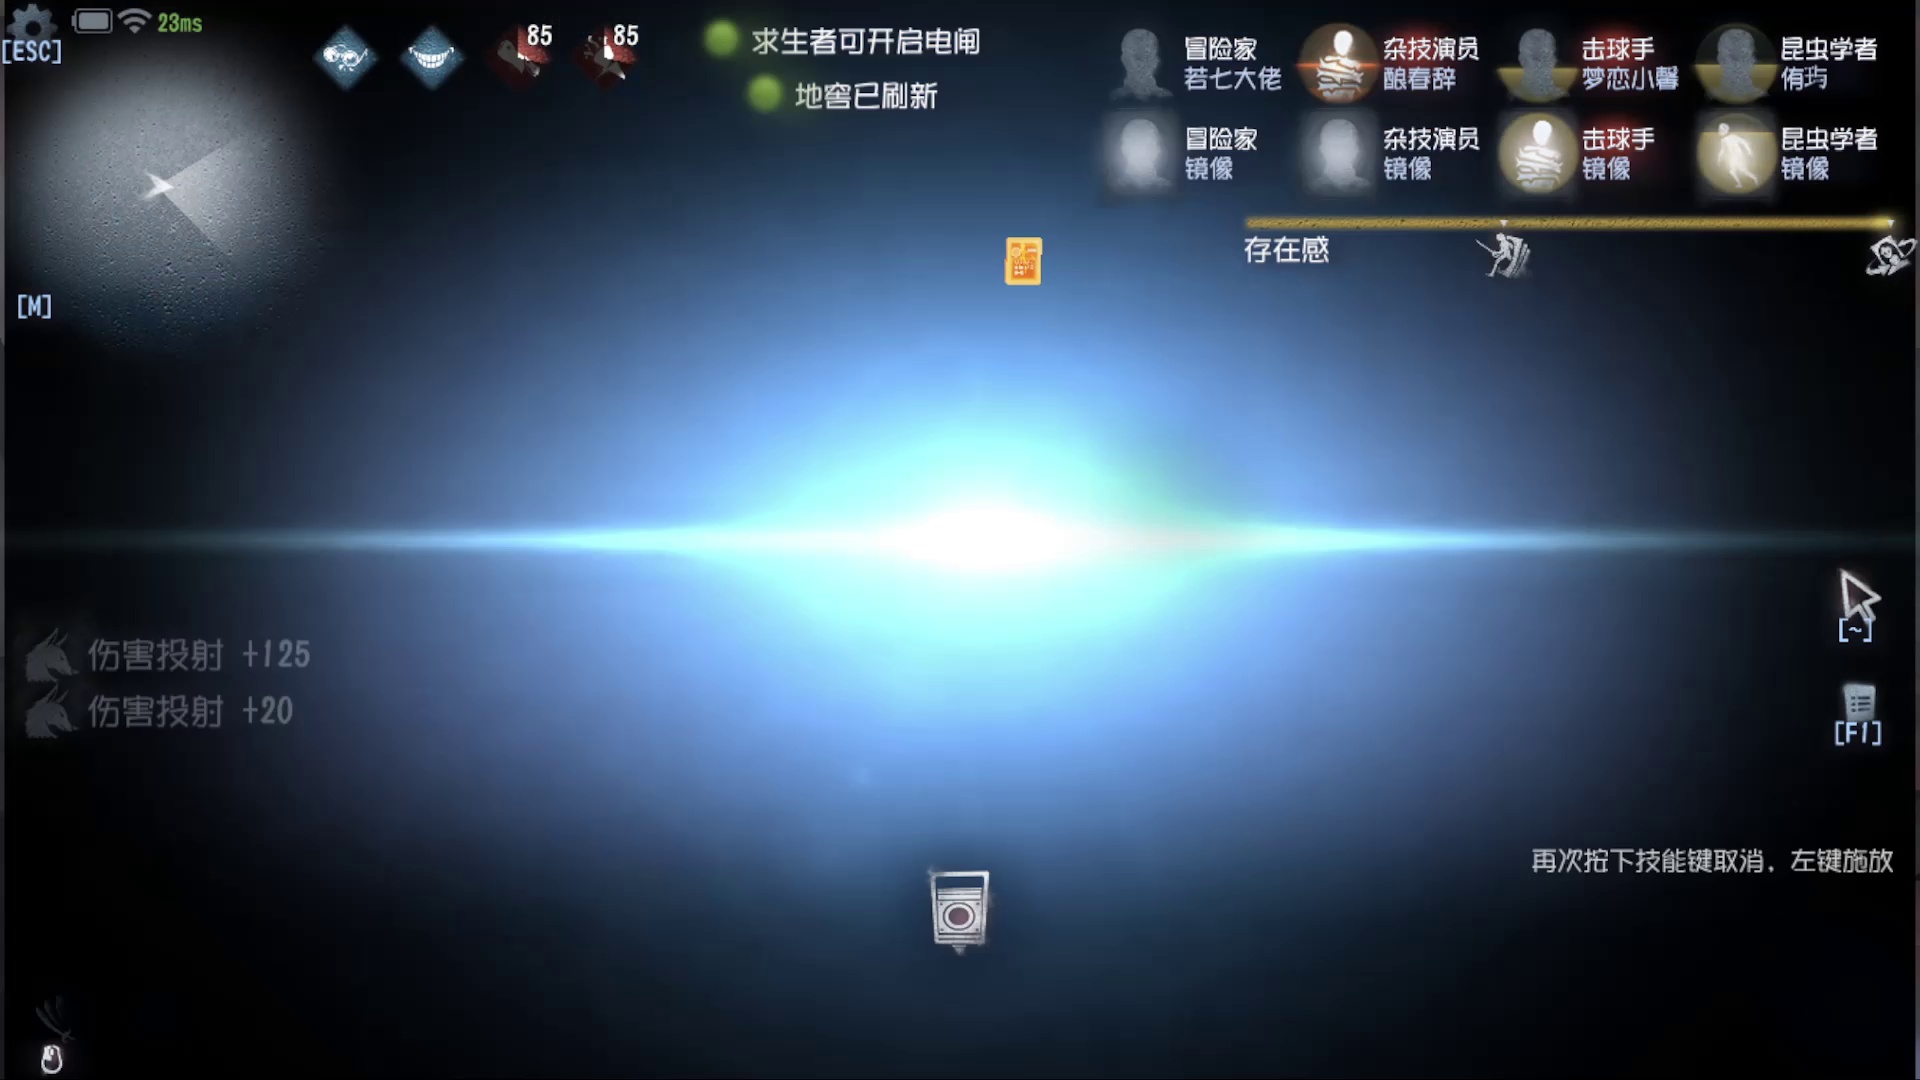 23ms
[ESC]
85
85
求生者可开启电闸
地窖已刷新
冒险家
若七大佬
杂技演员
酿春辞
击球手
梦恋小馨
昆虫学者
侑玙
冒险家
镜像
杂技演员
镜像
击球手
镜像
昆虫学者
镜像
存在感
[M]
伤害投射 +125
伤害投射 +20
[~]
[F1]
再次按下技能键取消，左键施放